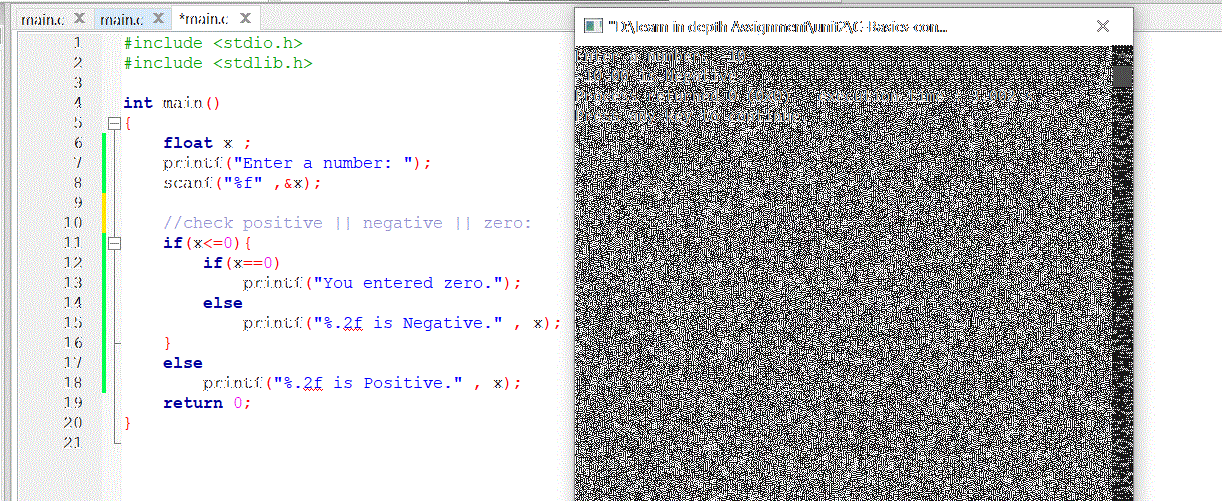 main.c main.c *main.c
"D:\learn in depth Assignment\unit2\C-Basics-con...
1 #include <stdio.h>
2 #include <stdlib.h>
3
4 int main()
5 {
6 float x ;
7 printf("Enter a number: ");
8 scanf("%f" ,&x);
9
10 //check positive || negative || zero:
11 if(x<=0){
12 if(x==0)
13 printf("You entered zero.");
14 else
15 printf("%.2f is Negative." , x);
16 }
17 else
18 printf("%.2f is Positive." , x);
19 return 0;
20 }
21
Enter a number: